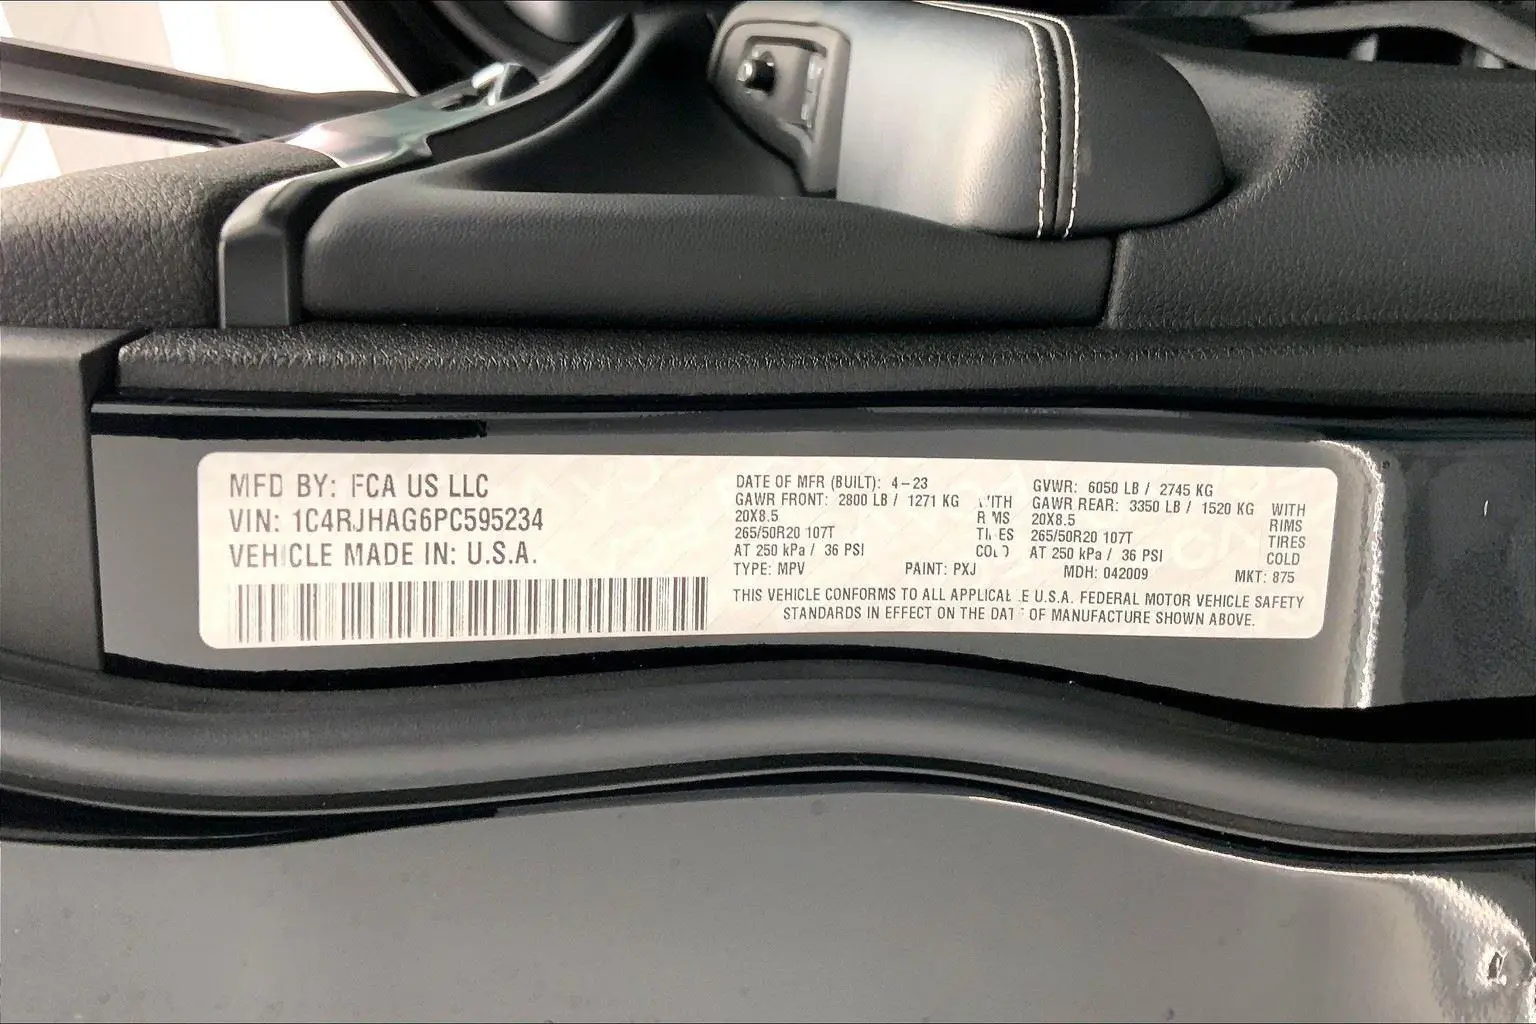 MFD BY: FCA US LLC
VIN: 1C4RJHAG6PC595234
VEHICLE MADE IN: U.S.A.
DATE OF MFR (BUILT): 4-23
GAWR FRONT: 2800 LB / 1271 KG WITH
20X8.5 RIMS
265/50R20 107T TIRES
AT 250 kPa / 36 PSI COLD
TYPE: MPV PAINT: PXJ
GVWR: 6050 LB / 2745 KG
GAWR REAR: 3350 LB / 1520 KG WITH
20X8.5 RIMS
265/50R20 107T TIRES
AT 250 kPa / 36 PSI COLD
MDH: 042009 MKT: 875
THIS VEHICLE CONFORMS TO ALL APPLICABLE U.S.A. FEDERAL MOTOR VEHICLE SAFETY
STANDARDS IN EFFECT ON THE DATE OF MANUFACTURE SHOWN ABOVE.